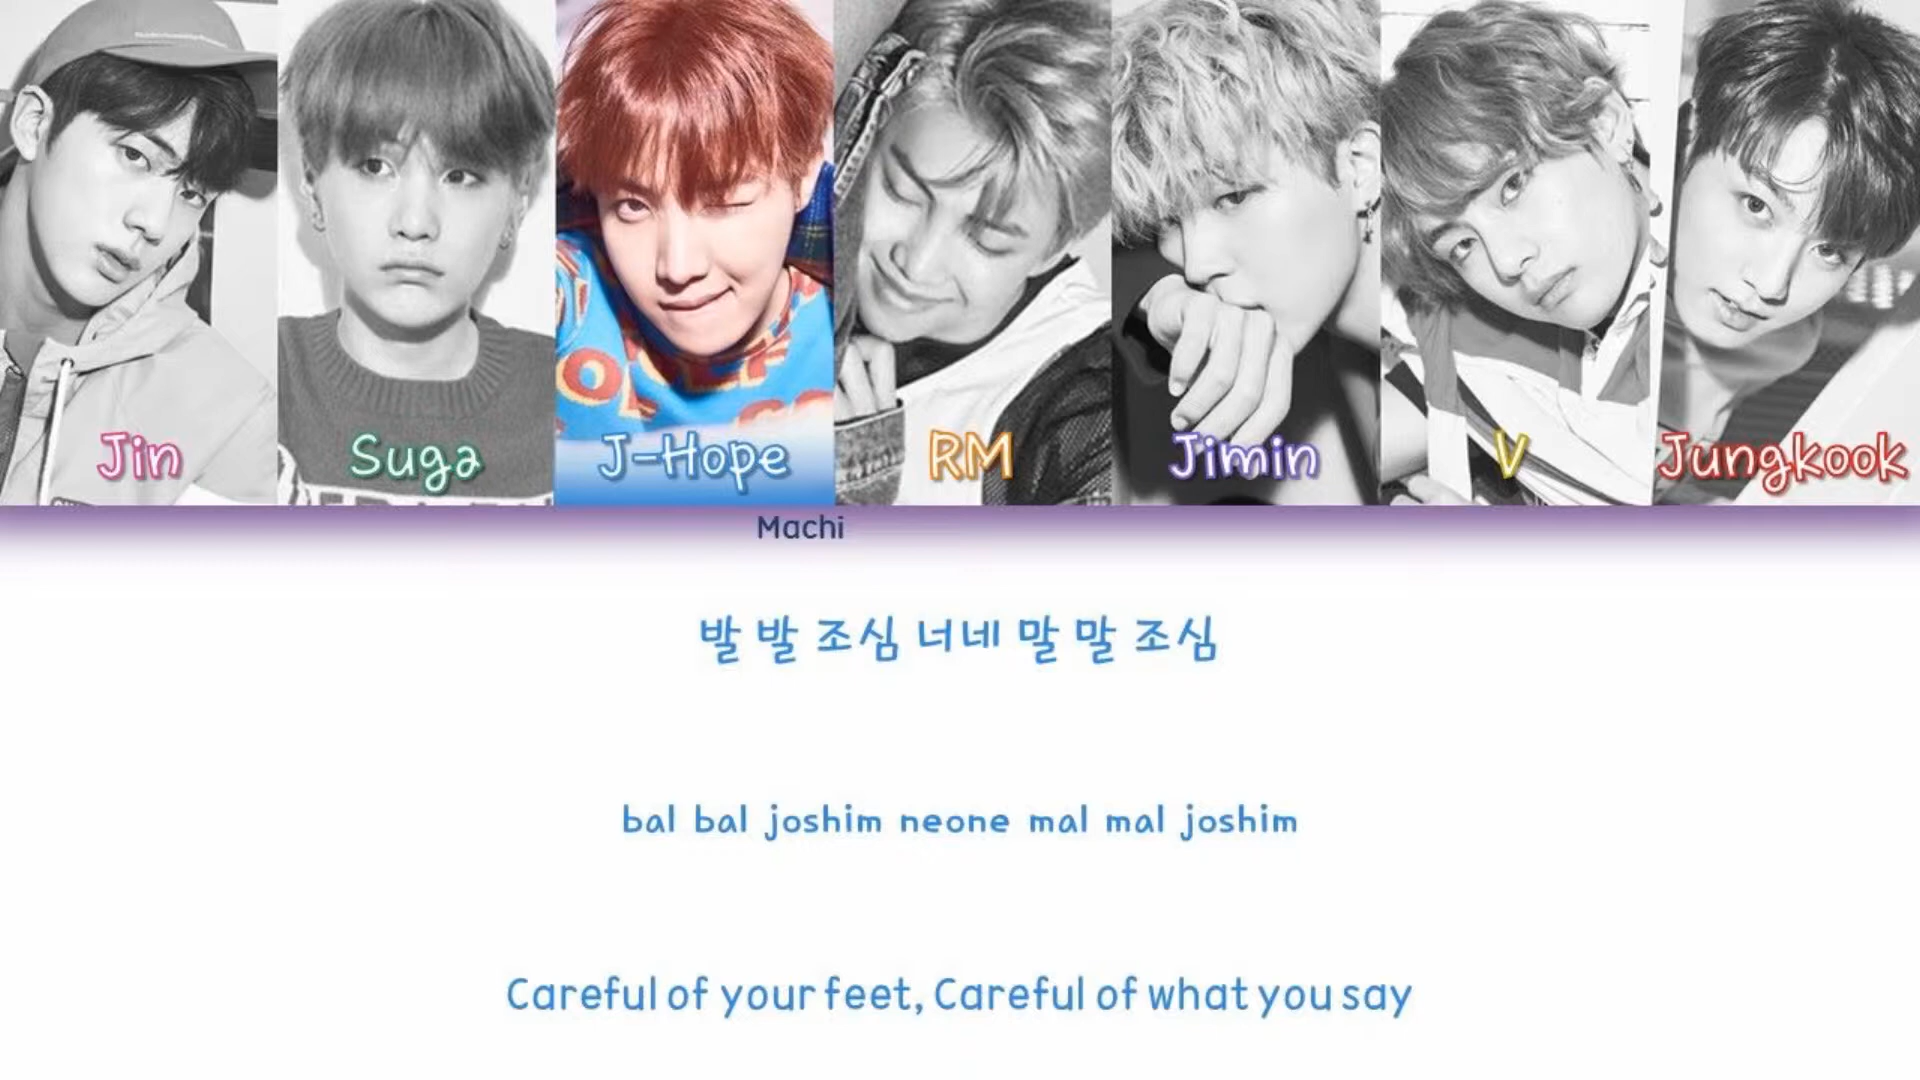 Jin Suga J-Hope RM Jimin V Jungkook
Machi
발 발 조심 너네 말 말 조심
bal bal joshim neone mal mal joshim
Careful of your feet, Careful of what you say